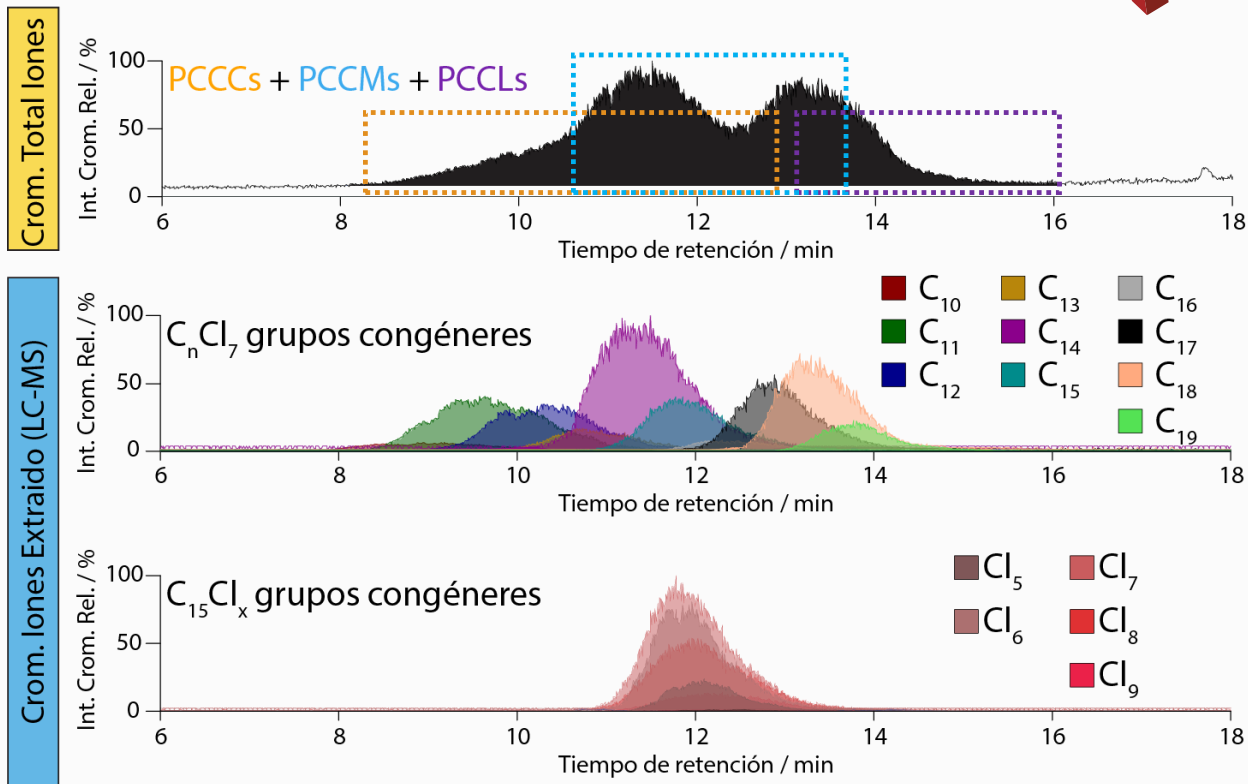 Crom. Total Iones
Int. Crom. Rel. / %
100
50
0
PCCCs + PCCMs + PCCLs
6 8 10 12 14 16 18
Tiempo de retención / min
Crom. Iones Extraido (LC-MS)
Int. Crom. Rel. / %
100
50
0
CnCl7 grupos congéneres
C10 C13 C16
C11 C14 C17
C12 C15 C18
C19
6 8 10 12 14 16 18
Tiempo de retención / min
Int. Crom. Rel. / %
100
50
0
C15Clx grupos congéneres
Cl5 Cl7
Cl6 Cl8
Cl9
6 8 10 12 14 16 18
Tiempo de retención / min